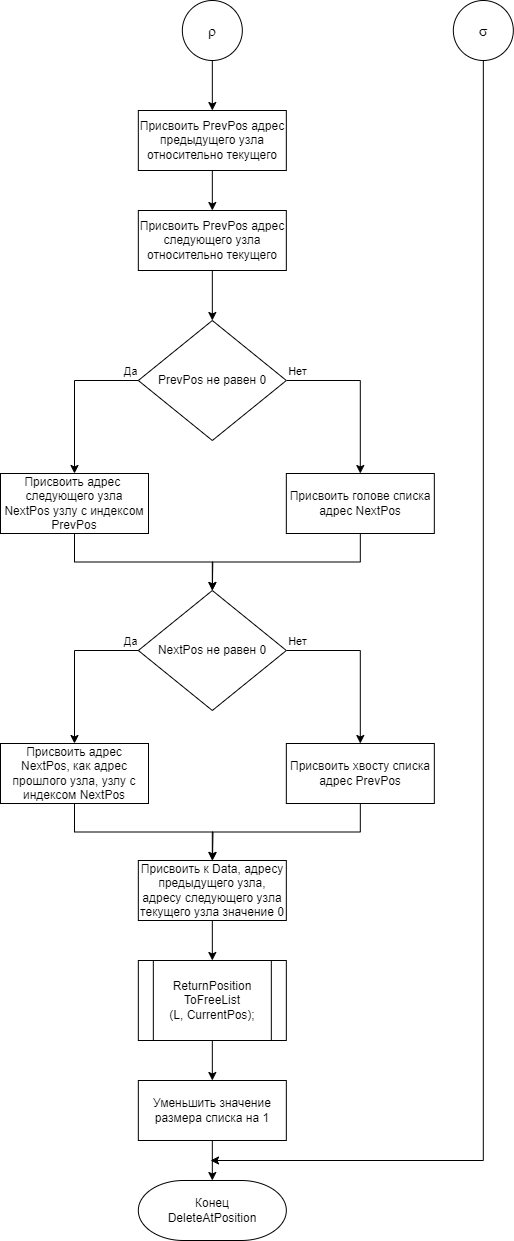 ρ
σ
Присвоить PrevPos адрес
предыдущего узла
относительно текущего
Присвоить PrevPos адрес
следующего узла
относительно текущего
PrevPos не равен 0
Да
Нет
Присвоить адрес
следующего узла
NextPos узлу с индексом
PrevPos
Присвоить голове списка
адрес NextPos
NextPos не равен 0
Да
Нет
Присвоить адрес
NextPos, как адрес
прошлого узла, узлу с
индексом NextPos
Присвоить хвосту списка
адрес PrevPos
Присвоить к Data, адресу
предыдущего узла,
адресу следующего узла
текущего узла значение 0
ReturnPosition
ToFreeList
(L, CurrentPos);
Уменьшить значение
размера списка на 1
Конец
DeleteAtPosition